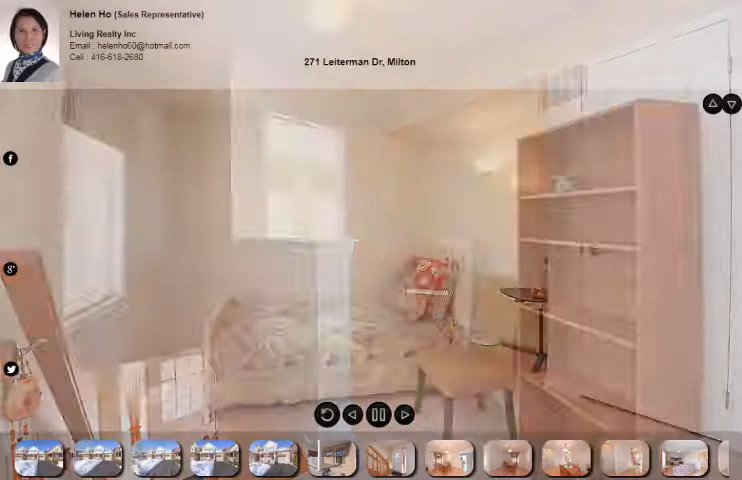 Helen Ho (Sales Representative)
Living Realty Inc
Email : helenho60@hotmail.com
Cell : 416-618-2680
271 Leiterman Dr, Milton